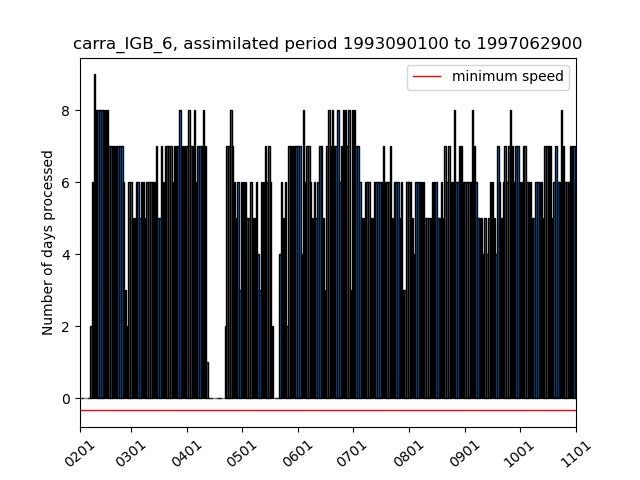 carra_IGB_6, assimilated period 1993090100 to 1997062900
minimum speed
Number of days processed
8
6
4
2
0
0201 0301 0401 0501 0601 0701 0801 0901 1001 1101